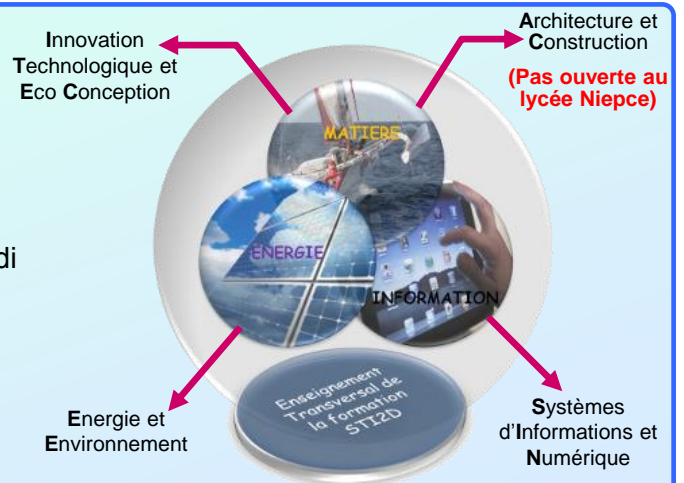 Innovation
Technologique et
Eco Conception
Architecture et
Construction
(Pas ouverte au
lycée Niepce)
MATIERE
di
ENERGIE
INFORMATION
Enseignement
Transversal de
la formation
STI2D
Energie et
Environnement
Systèmes
d'Informations et
Numérique